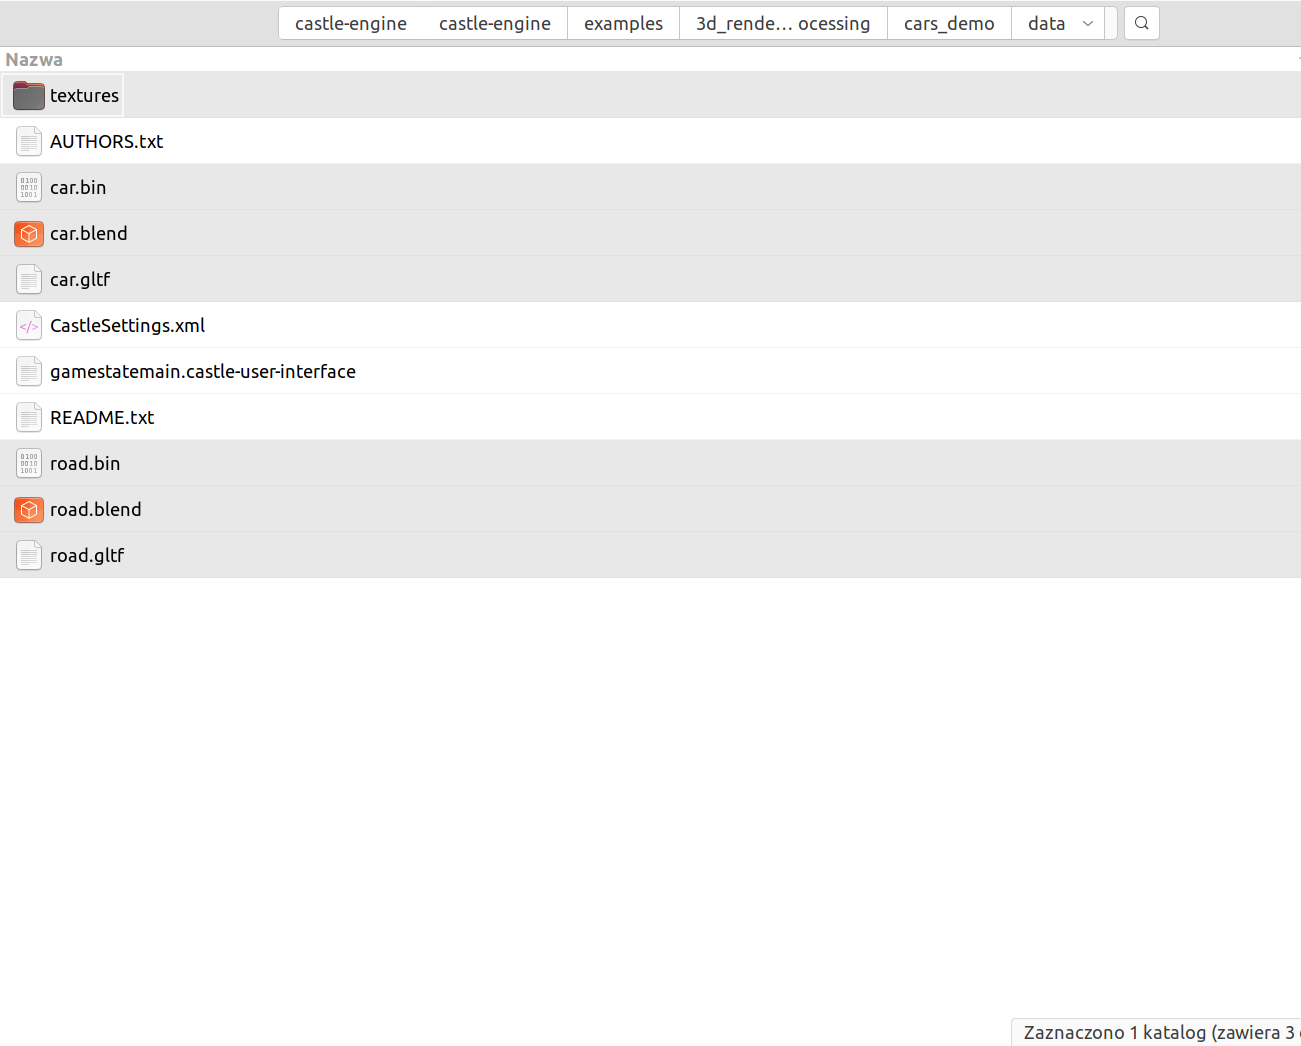 castle-engine castle-engine examples 3d_rende... ocessing cars_demo data
Nazwa
textures
AUTHORS.txt
car.bin
car.blend
car.gltf
CastleSettings.xml
gamestatemain.castle-user-interface
README.txt
road.bin
road.blend
road.gltf
Zaznaczono 1 katalog (zawiera 3